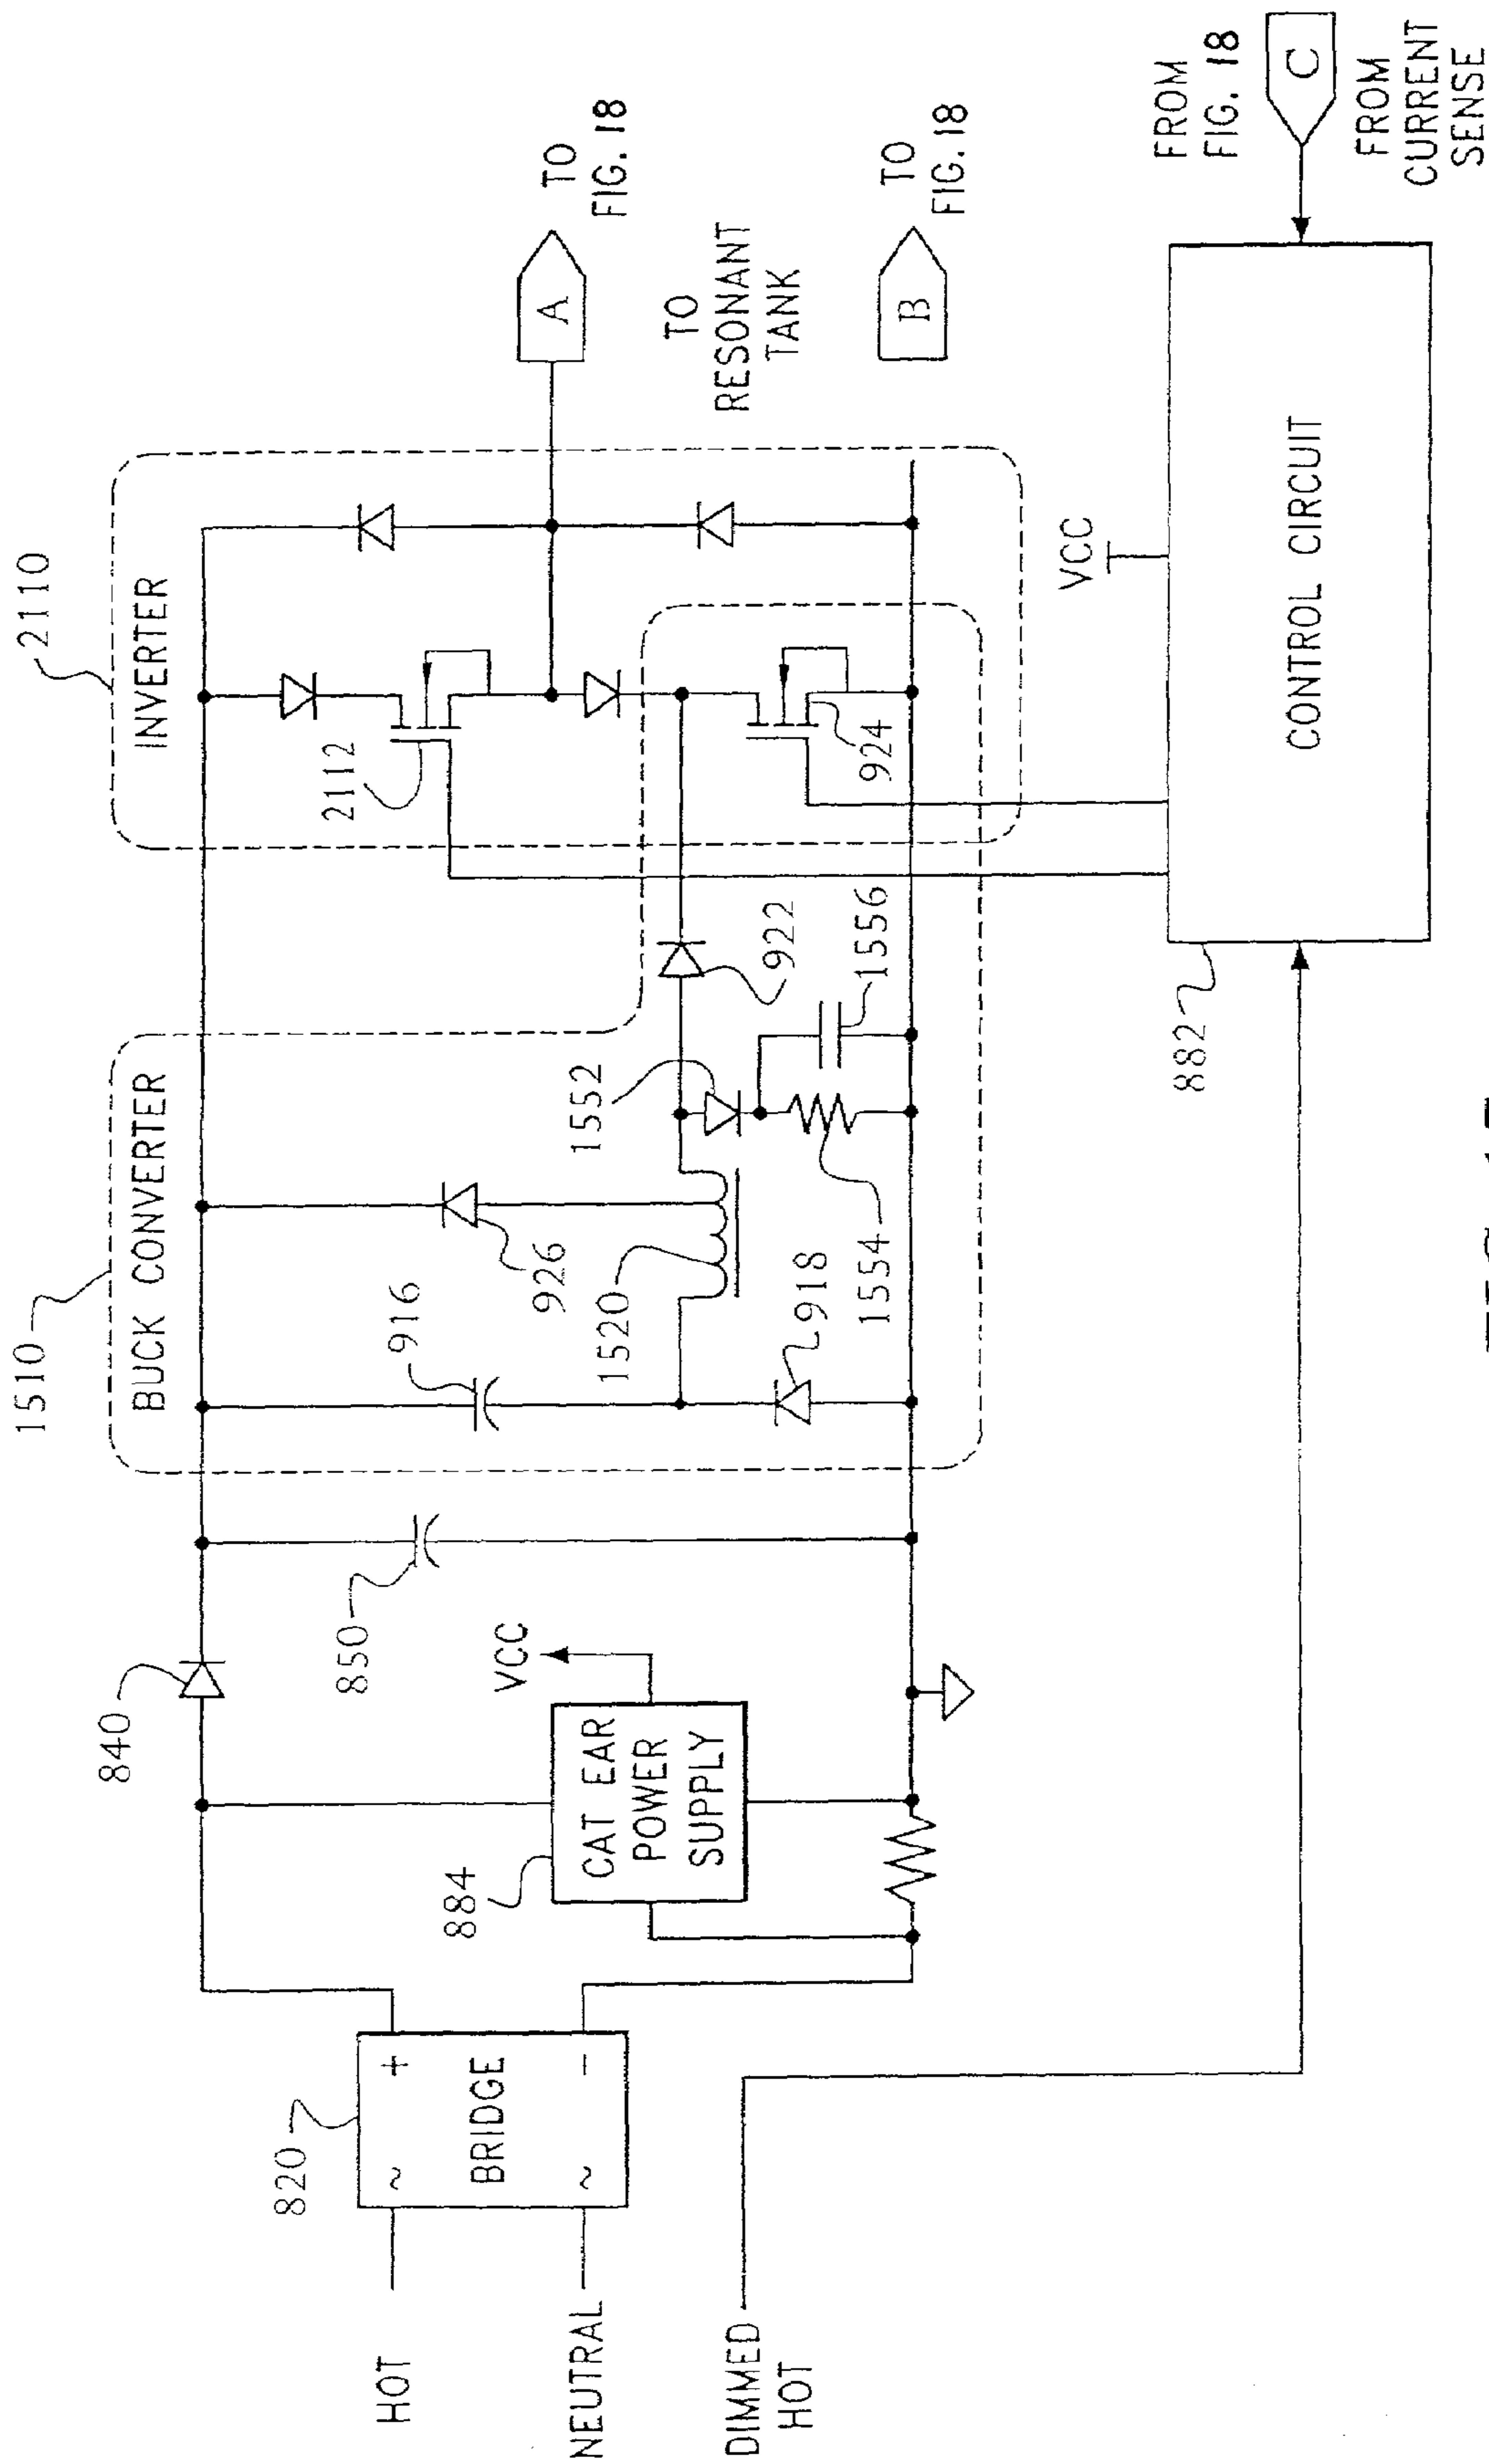 2110
INVERTER
2112
924
1510
BUCK CONVERTER
916
926
1520
918
1552
1554
922
1556
840
850
VCC
CAT EAR
POWER
SUPPLY
884
820
BRIDGE
+
−
~
~
HOT
NEUTRAL
DIMMED
HOT
A
TO
FIG. 18
TO
RESONANT
TANK
B
TO
FIG. 18
VCC
CONTROL CIRCUIT
882
FROM
FIG. 18
C
FROM
CURRENT
SENSE